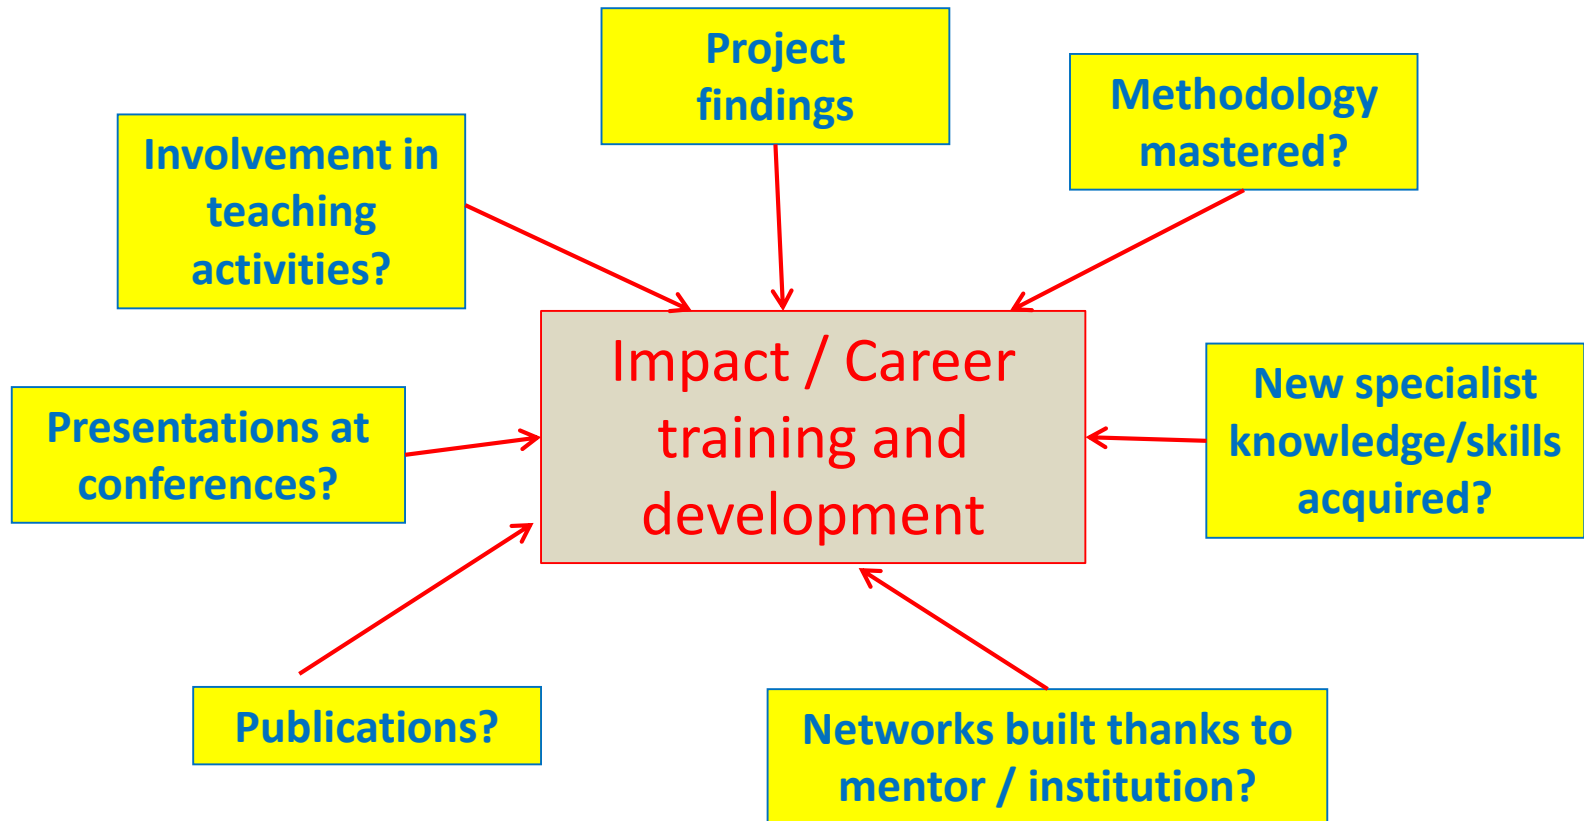 Project
findings
Methodology
mastered?
Involvement in
teaching
activities?
Impact / Career
training and
development
New specialist
knowledge/skills
acquired?
Presentations at
conferences?
Publications?
Networks built thanks to
mentor / institution?